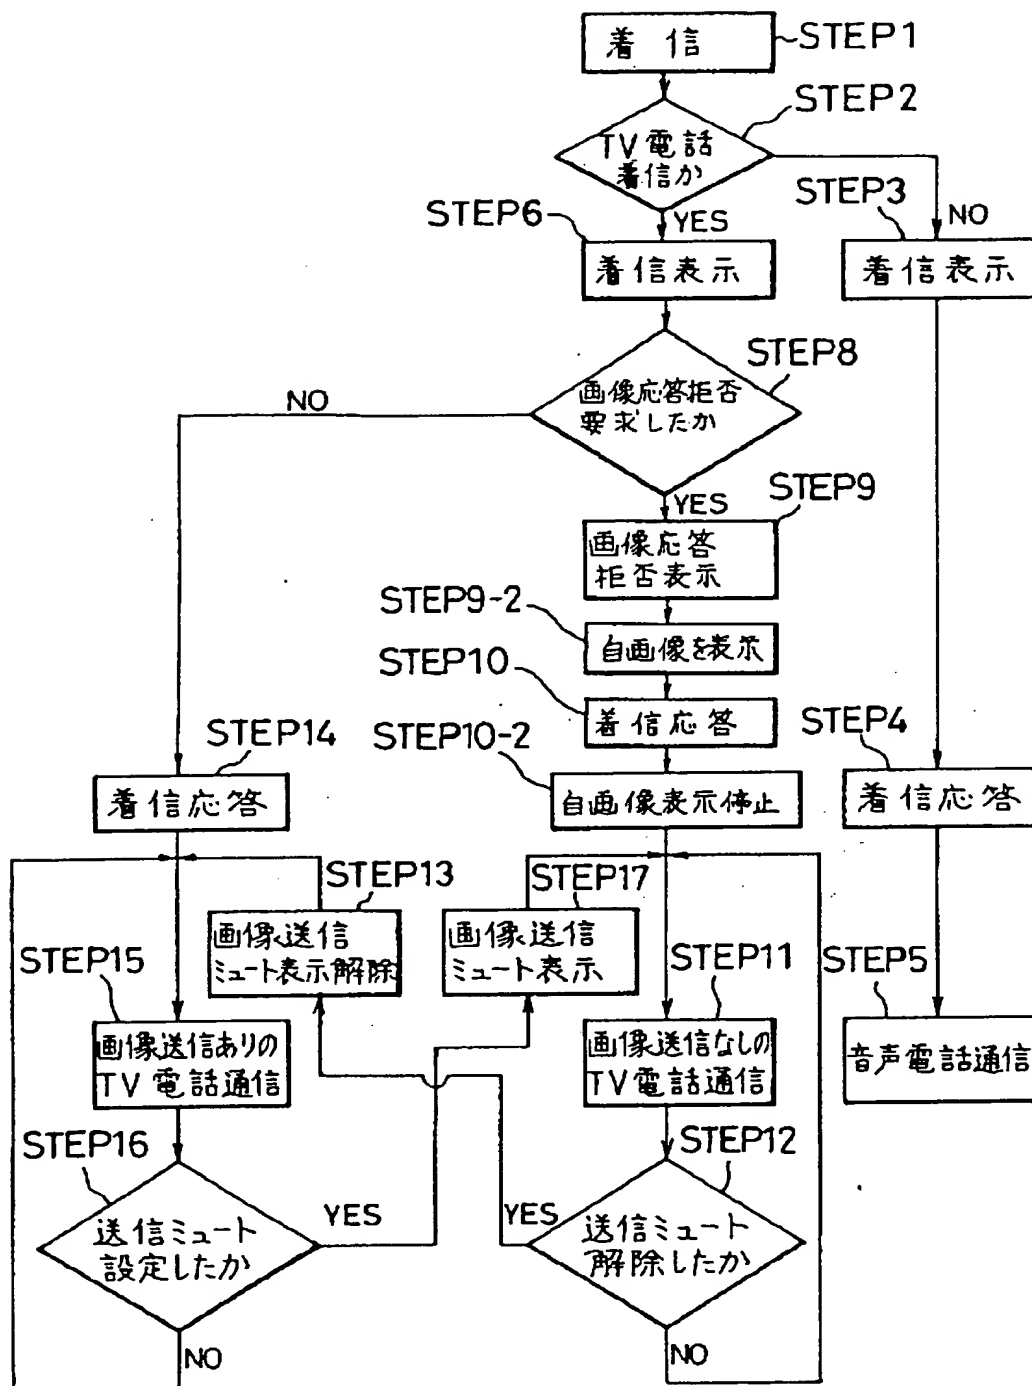 着信
STEP1
STEP2
TV電話
着信か
STEP3
NO
STEP6
YES
着信表示
着信表示
STEP8
画像応答拒否
要求したか
NO
YES
STEP9
画像応答
拒否表示
STEP9-2
自画像を表示
STEP10
着信応答
STEP14
STEP10-2
STEP4
着信応答
自画像表示停止
着信応答
STEP13
STEP17
画像送信
ミュート表示解除
画像送信
ミュート表示
STEP15
STEP11
STEP5
画像送信ありの
TV電話通信
画像送信なしの
TV電話通信
音声電話通信
STEP16
STEP12
送信ミュート
設定したか
YES
YES
送信ミュート
解除したか
NO
NO